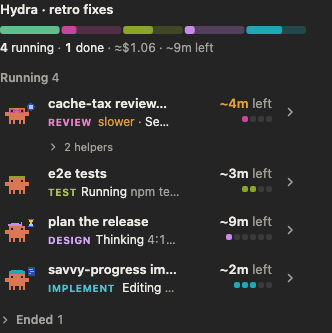 Hydra · retro fixes
4 running · 1 done · ≈$1.06 · ~9m left
Running 4
cache-tax review... ~4m left
REVIEW slower · Se...
2 helpers
e2e tests ~3m left
TEST Running npm te...
plan the release ~9m left
DESIGN Thinking 4:1...
savvy-progress im... ~2m left
IMPLEMENT Editing ...
Ended 1